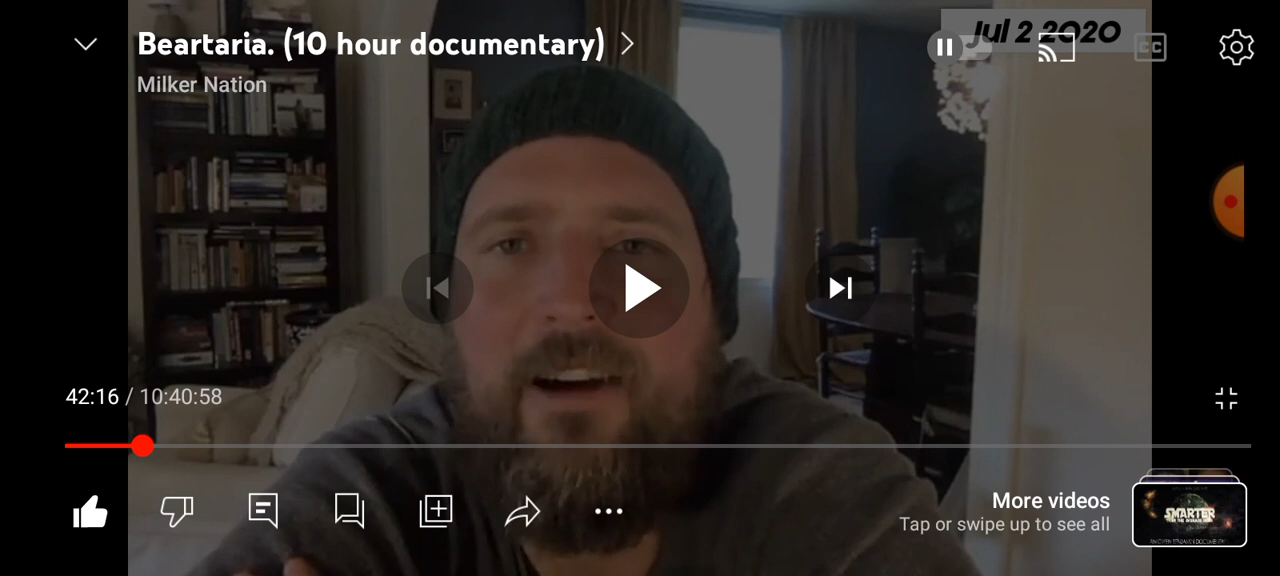 Jul 2 2020
Beartaria. (10 hour documentary)
CC
Milker Nation
42:16 / 10:40:58
More videos
Tap or swipe up to see all
SMARTER